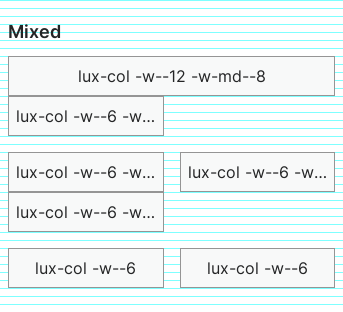 Mixed
lux-col -w--12 -w-md--8
lux-col -w--6 -w...
lux-col -w--6 -w... lux-col -w--6 -w...
lux-col -w--6 -w...
lux-col -w--6 lux-col -w--6